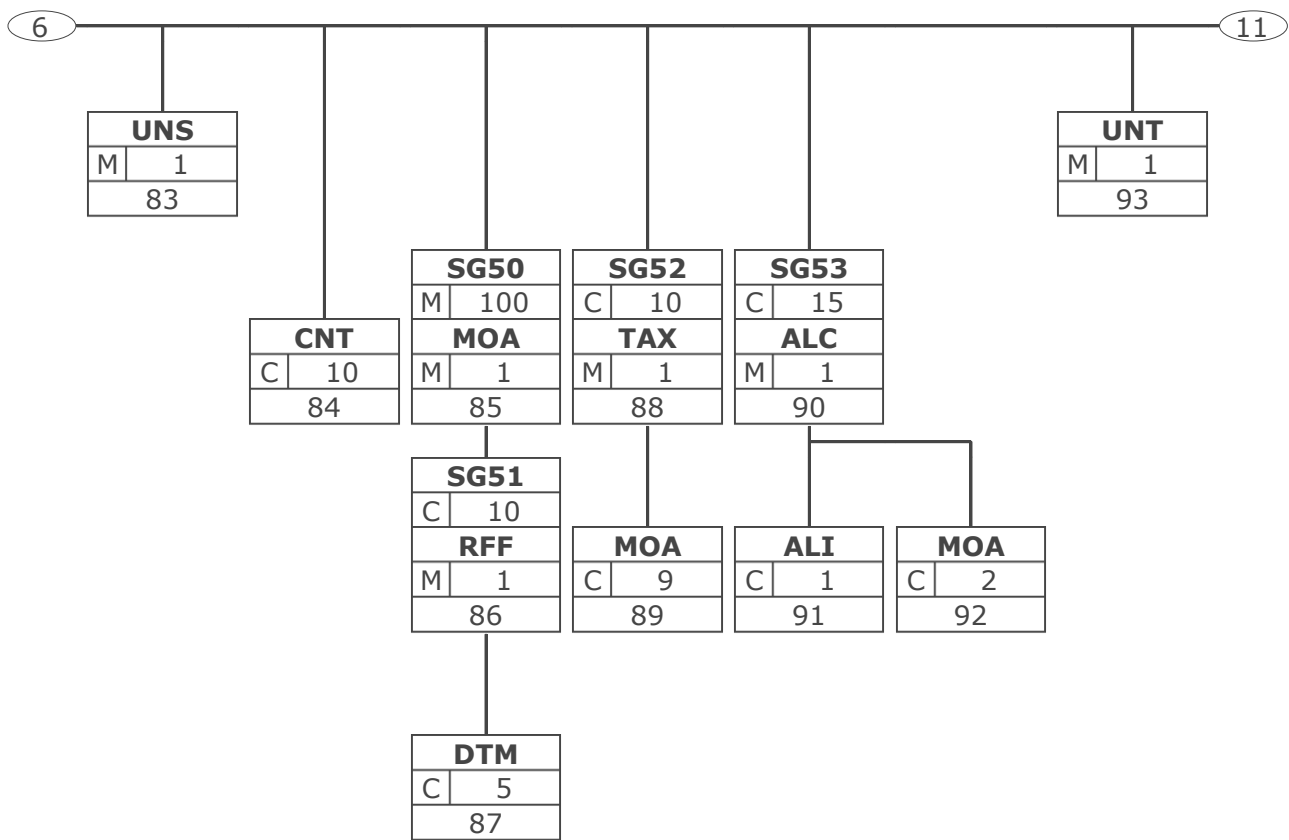 6
11
UNS
M 1
83
UNT
M 1
93
CNT
C 10
84
SG50
M 100
MOA
M 1
85
SG52
C 10
TAX
M 1
88
SG53
C 15
ALC
M 1
90
SG51
C 10
RFF
M 1
86
MOA
C 9
89
ALI
C 1
91
MOA
C 2
92
DTM
C 5
87